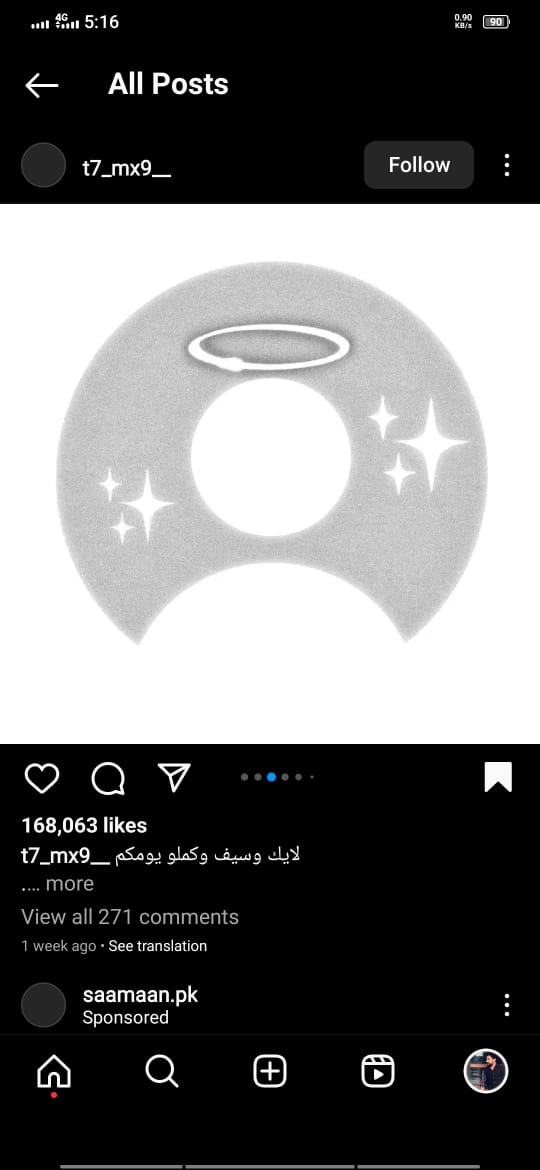 4G 5:16 0.90 KB/s 90
All Posts
t7_mx9__ Follow
168,063 likes
t7_mx9__ لايك وسيف وكملو يومكم
.... more
View all 271 comments
1 week ago • See translation
saamaan.pk
Sponsored